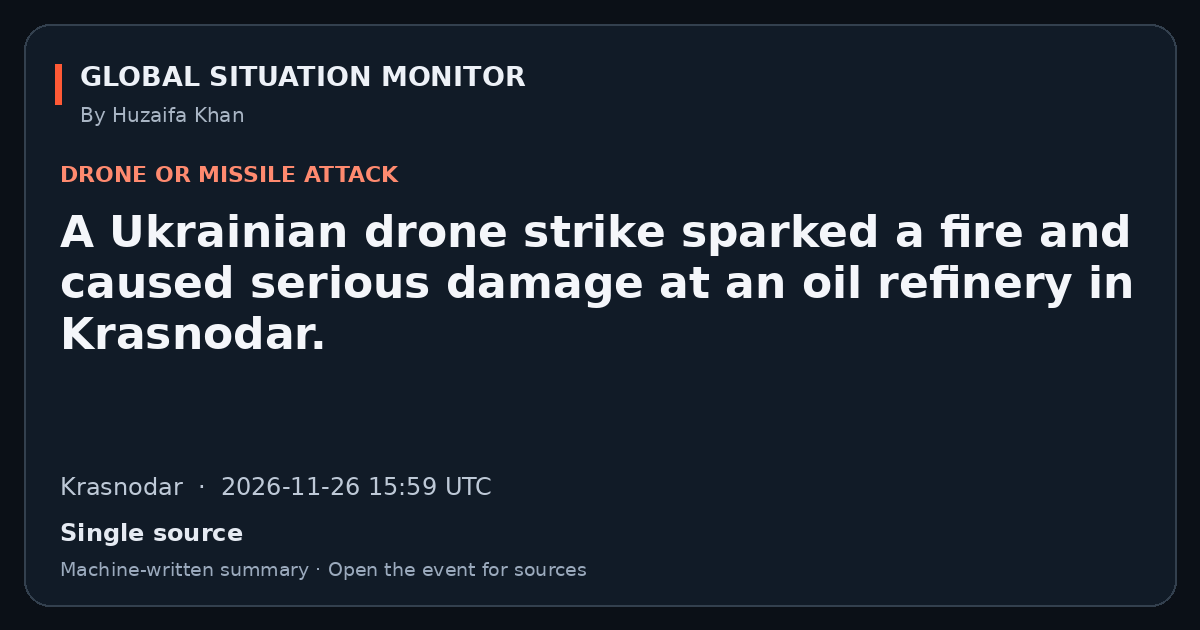 GLOBAL SITUATION MONITOR
By Huzaifa Khan
DRONE OR MISSILE ATTACK
A Ukrainian drone strike sparked a fire and
caused serious damage at an oil refinery in
Krasnodar.
Krasnodar · 2026-11-26 15:59 UTC
Single source
Machine-written summary · Open the event for sources